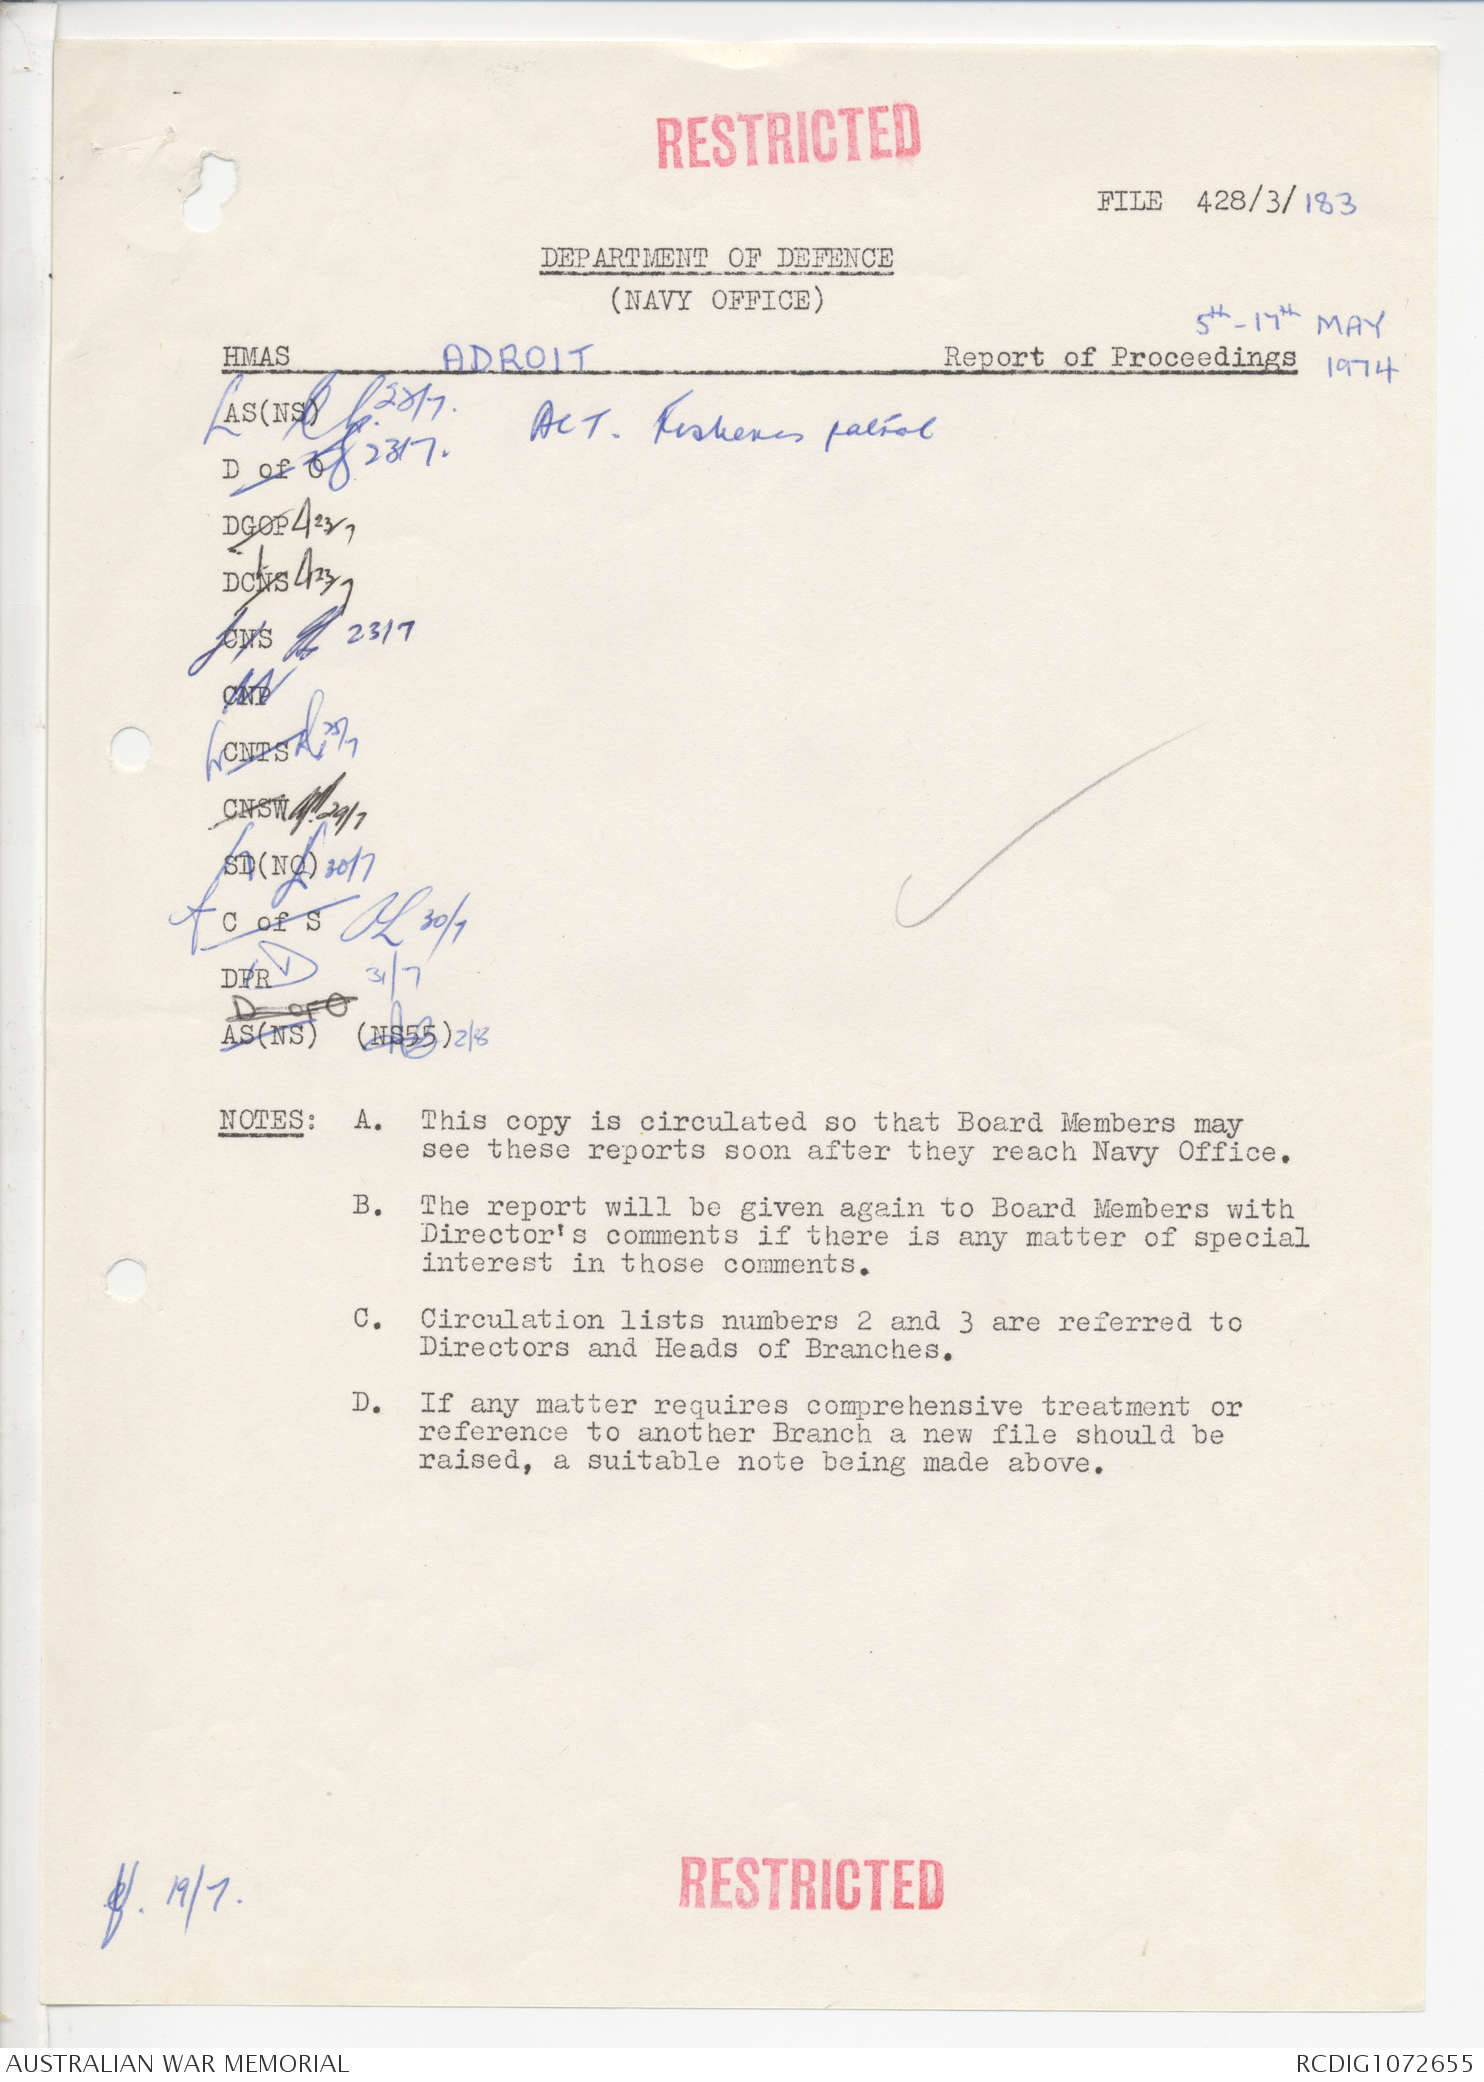 RESTRICTED
FILE 428/3/183
DEPARTMENT OF DEFENCE
(NAVY OFFICE)
5th-17th MAY
1974
HMAS ADROIT Report of Proceedings
AS(NS) 23/7.
ACT. Fisheries patrol
D of O 23/7.
DGOP 23/7
DCNS 23/7
CNS 23/7
CNP
CNTS 25/7
CNSW 29/7
SD(NO) 30/7
C of S 30/7
DPR 31/7
D of O
AS(NS) (NS55) 2/8
NOTES: A. This copy is circulated so that Board Members may
see these reports soon after they reach Navy Office.
B. The report will be given again to Board Members with
Director's comments if there is any matter of special
interest in those comments.
C. Circulation lists numbers 2 and 3 are referred to
Directors and Heads of Branches.
D. If any matter requires comprehensive treatment or
reference to another Branch a new file should be
raised, a suitable note being made above.
19/7.
RESTRICTED
AUSTRALIAN WAR MEMORIAL
RCDIG1072655